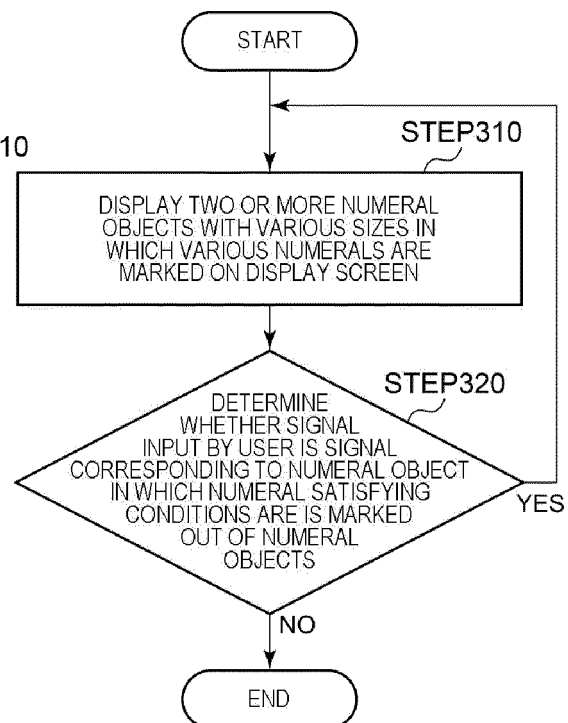 START
STEP310
10
DISPLAY TWO OR MORE NUMERAL
OBJECTS WITH VARIOUS SIZES IN
WHICH VARIOUS NUMERALS ARE
MARKED ON DISPLAY SCREEN
STEP320
DETERMINE
WHETHER SIGNAL
INPUT BY USER IS SIGNAL
CORRESPONDING TO NUMERAL OBJECT
IN WHICH NUMERAL SATISFYING
CONDITIONS ARE IS MARKED
OUT OF NUMERAL
OBJECTS
YES
NO
END